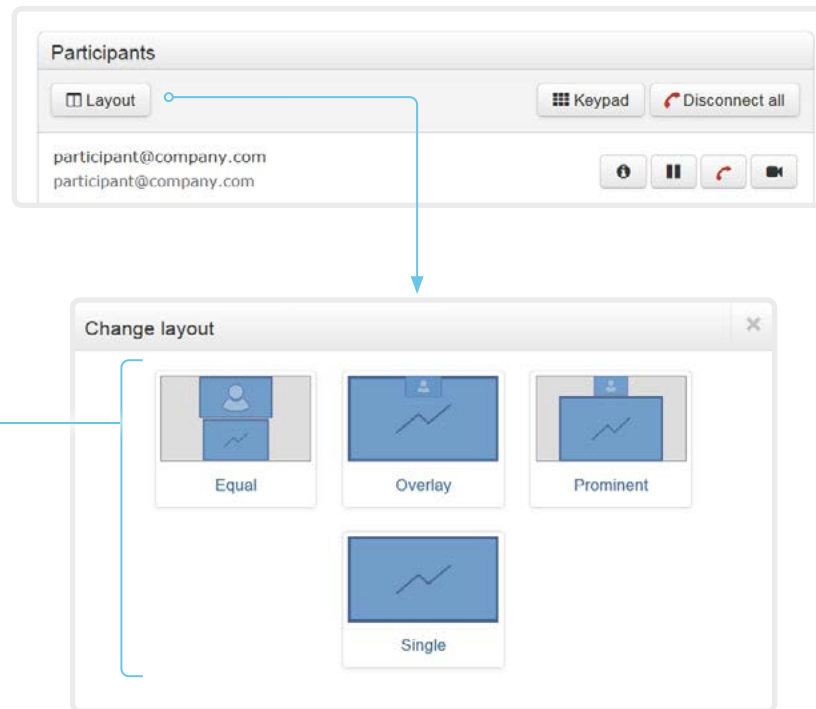 Participants
Layout Keypad Disconnect all
participant@company.com
participant@company.com
Change layout
Equal Overlay Prominent
Single